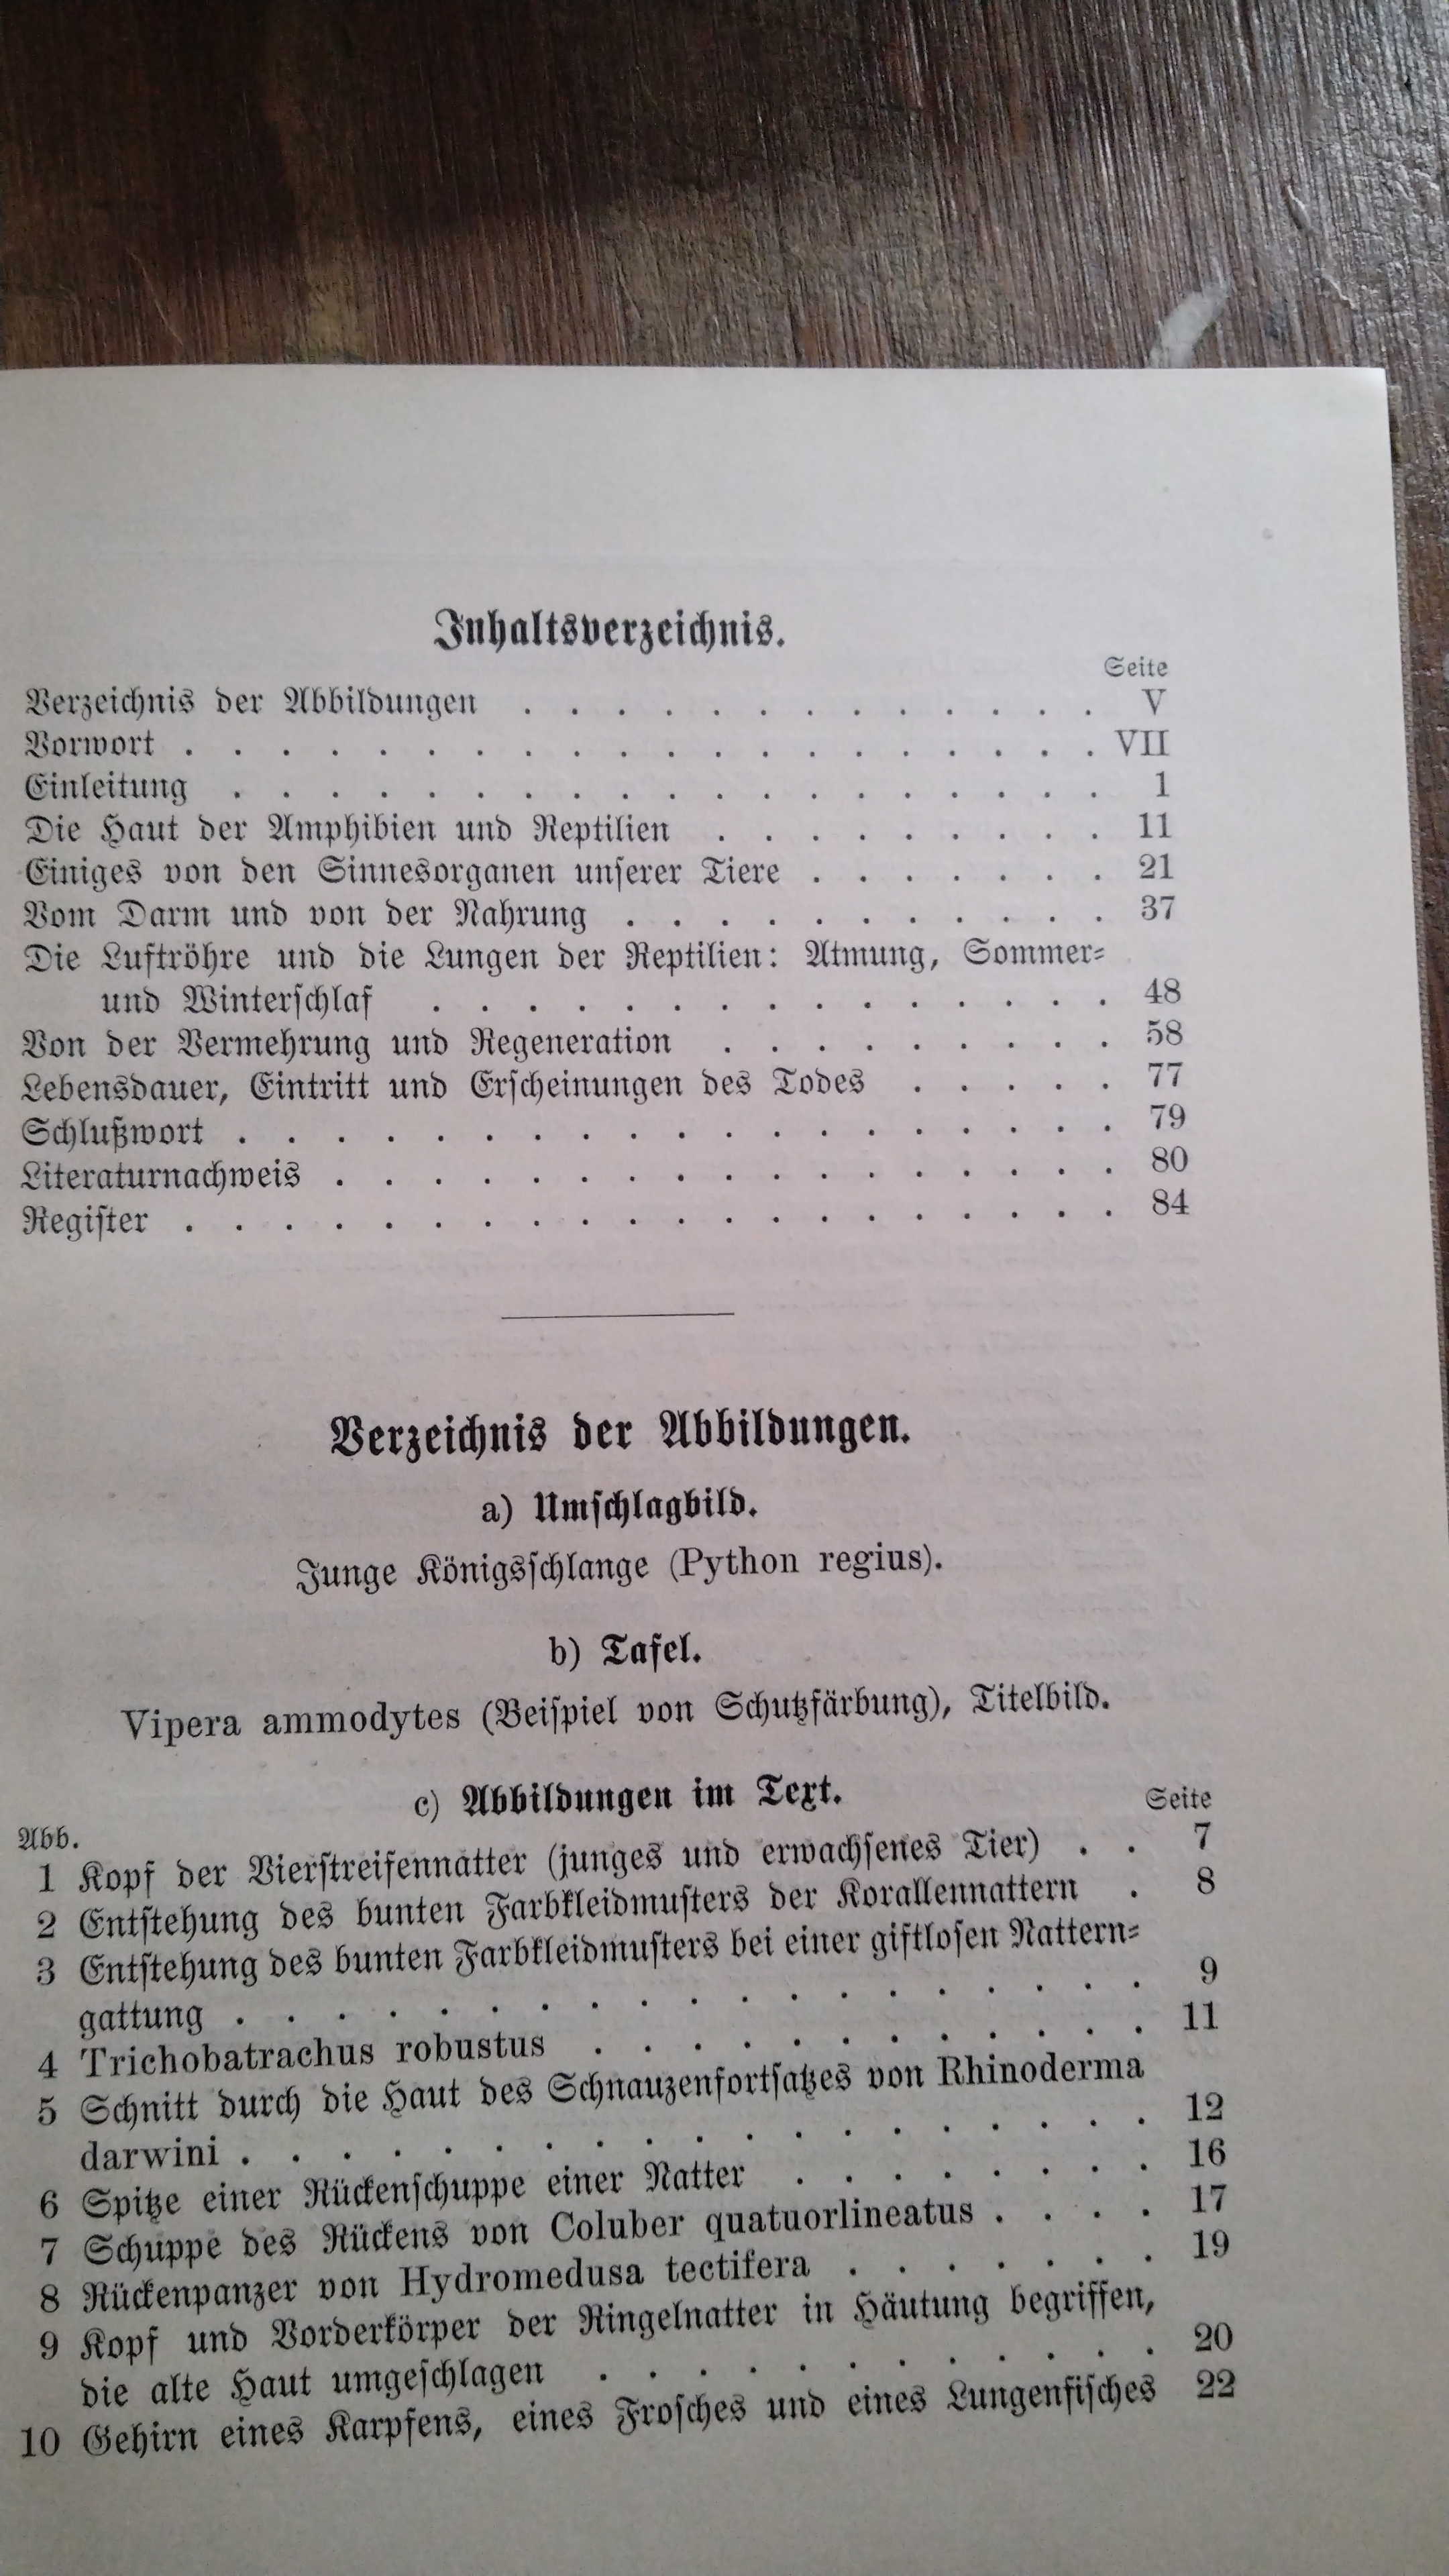 Inhaltsverzeichnis.
Seite
Verzeichnis der Abbildungen . . . . . . . . . . . . . V
Vorwort . . . . . . . . . . . . . . . . . . . . VII
Einleitung . . . . . . . . . . . . . . . . . . . 1
Die Haut der Amphibien und Reptilien . . . . . . . . . 11
Einiges von den Sinnesorganen unſerer Tiere . . . . . . . 21
Vom Darm und von der Nahrung . . . . . . . . . . . 37
Die Luftröhre und die Lungen der Reptilien: Atmung, Sommer-
und Winterſchlaf . . . . . . . . . . . . . . . 48
Von der Vermehrung und Regeneration . . . . . . . . . 58
Lebensdauer, Eintritt und Erſcheinungen des Todes . . . . . 77
Schlußwort . . . . . . . . . . . . . . . . . . . 79
Literaturnachweis . . . . . . . . . . . . . . . . . 80
Regiſter . . . . . . . . . . . . . . . . . . . . 84
Verzeichnis der Abbildungen.
a) Umſchlagbild.
Junge Königsſchlange (Python regius).
b) Tafel.
Vipera ammodytes (Beiſpiel von Schutzfärbung), Titelbild.
c) Abbildungen im Text.
Abb. Seite
1 Kopf der Vierſtreifennatter (junges und erwachſenes Tier) . . 7
2 Entſtehung des bunten Farbkleidmuſters der Korallennattern . 8
3 Entſtehung des bunten Farbkleidmuſters bei einer giftloſen Nattern-
gattung . . . . . . . . . . . . . . . . . . . 9
4 Trichobatrachus robustus . . . . . . . . . . . . 11
5 Schnitt durch die Haut des Schnauzenfortſatzes von Rhinoderma
darwini . . . . . . . . . . . . . . . . . . . 12
6 Spitze einer Rückenſchuppe einer Natter . . . . . . . . 16
7 Schuppe des Rückens von Coluber quatuorlineatus . . . . 17
8 Rückenpanzer von Hydromedusa tectifera . . . . . . . 19
9 Kopf und Vorderkörper der Ringelnatter in Häutung begriffen,
die alte Haut umgeſchlagen . . . . . . . . . . . . 20
10 Gehirn eines Karpfens, eines Froſches und eines Lungenfiſches 22